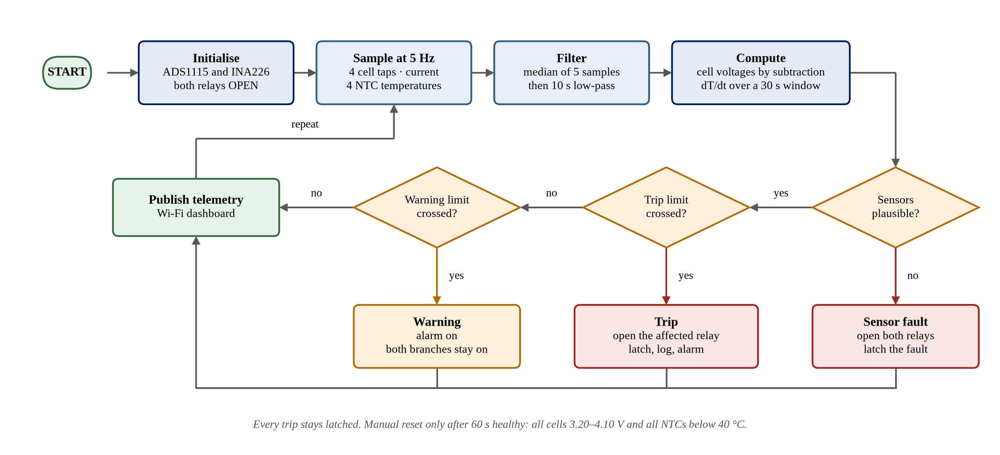 START
Initialise
ADS1115 and INA226
both relays OPEN
Sample at 5 Hz
4 cell taps · current
4 NTC temperatures
Filter
median of 5 samples
then 10 s low-pass
Compute
cell voltages by subtraction
dT/dt over a 30 s window
repeat
Publish telemetry
Wi-Fi dashboard
no
Warning limit
crossed?
no
Trip limit
crossed?
yes
Sensors
plausible?
yes
yes
no
Warning
alarm on
both branches stay on
Trip
open the affected relay
latch, log, alarm
Sensor fault
open both relays
latch the fault
Every trip stays latched. Manual reset only after 60 s healthy: all cells 3.20–4.10 V and all NTCs below 40 °C.